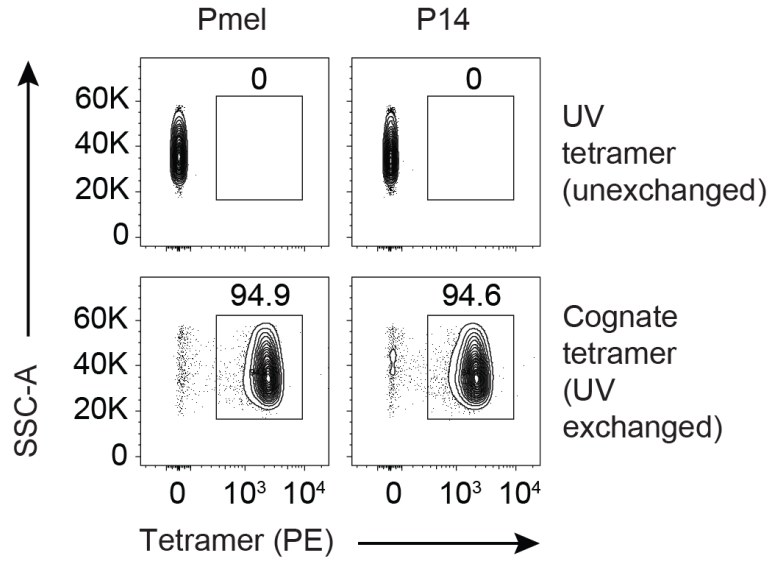 Pmel
P14
0
0
60K
40K
20K
0
UV
tetramer
(unexchanged)
94.9
94.6
60K
40K
20K
0
Cognate
tetramer
(UV
exchanged)
SSC-A
0
10³
10⁴
0
10³
10⁴
Tetramer (PE)